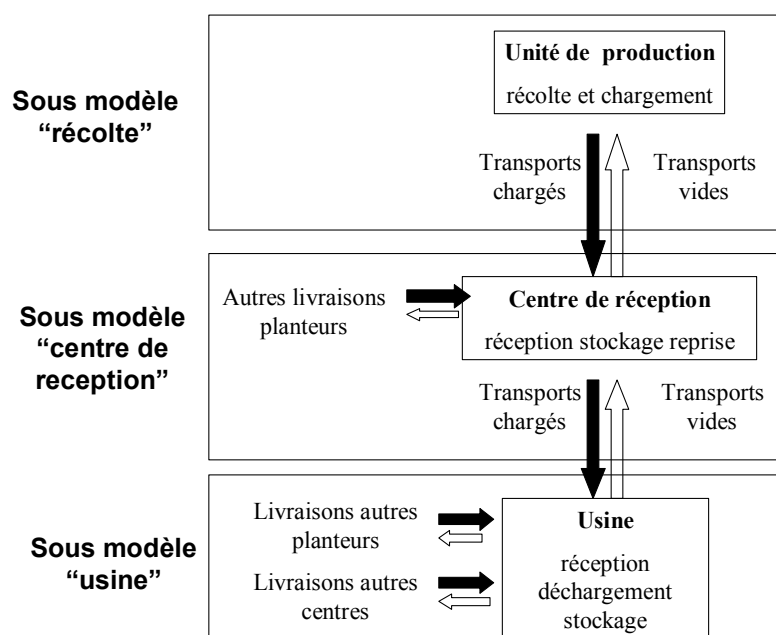 Unité de production
récolte et chargement
Sous modèle
“récolte”
Transports
chargés
Transports
vides
Autres livraisons
planteurs
Centre de réception
réception stockage reprise
Sous modèle
“centre de
reception”
Transports
chargés
Transports
vides
Livraisons autres
planteurs
Livraisons autres
centres
Usine
réception
déchargement
stockage
Sous modèle
“usine”